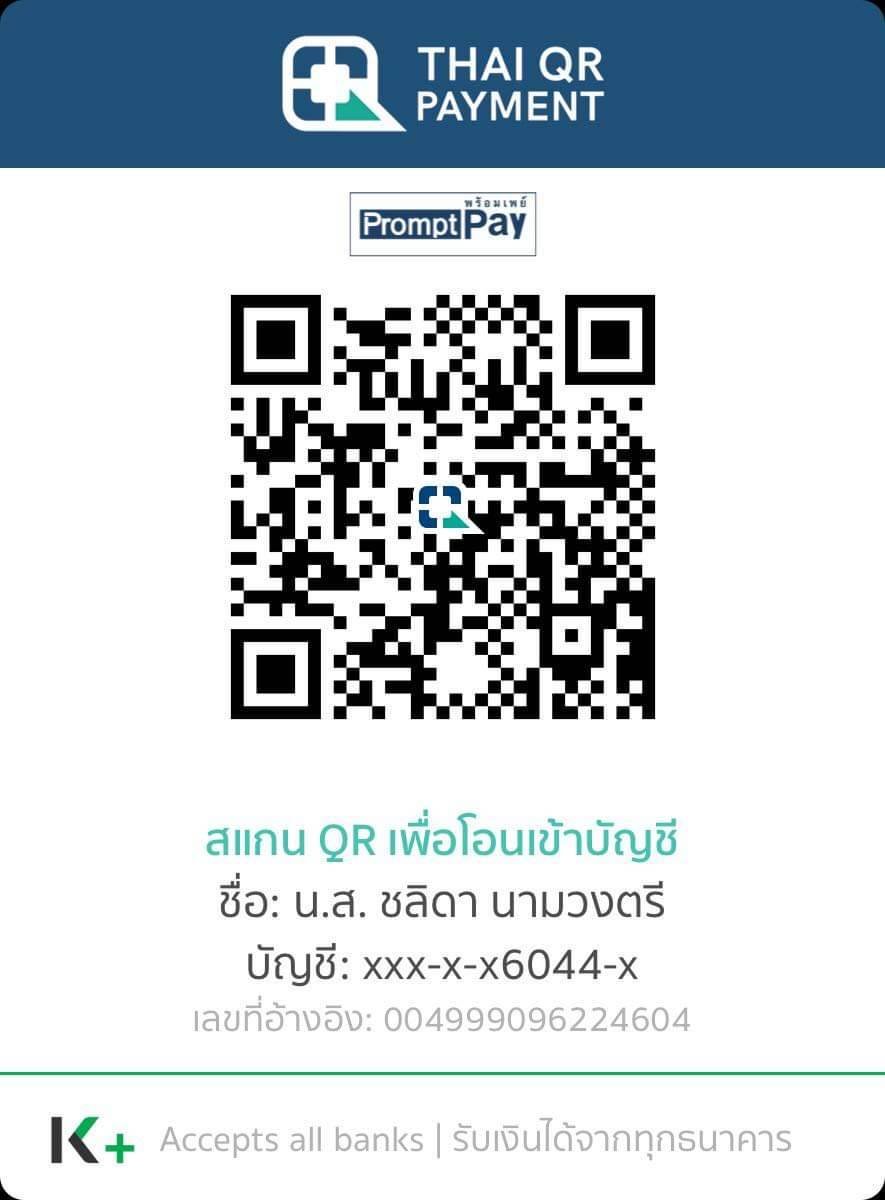 THAI QR
PAYMENT
พร้อมเพย์
PromptPay
สแกน QR เพื่อโอนเข้าบัญชี
ชื่อ: น.ส. ชลิดา นามวงตรี
บัญชี: xxx-x-x6044-x
เลขที่อ้างอิง: 004999096224604
K+ Accepts all banks | รับเงินได้จากทุกธนาคาร